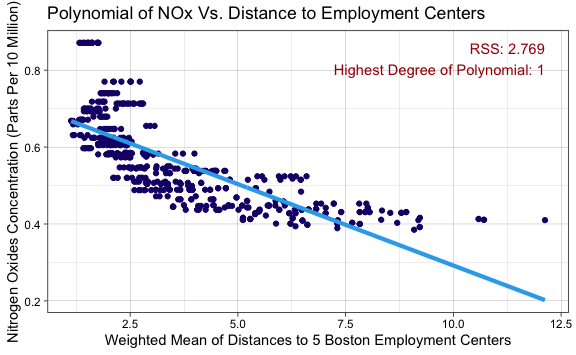 Polynomial of NOx Vs. Distance to Employment Centers
Nitrogen Oxides Concentration (Parts Per 10 Million)
RSS: 2.769
Highest Degree of Polynomial: 1
0.8
0.6
0.4
0.2
2.5 5.0 7.5 10.0 12.5
Weighted Mean of Distances to 5 Boston Employment Centers